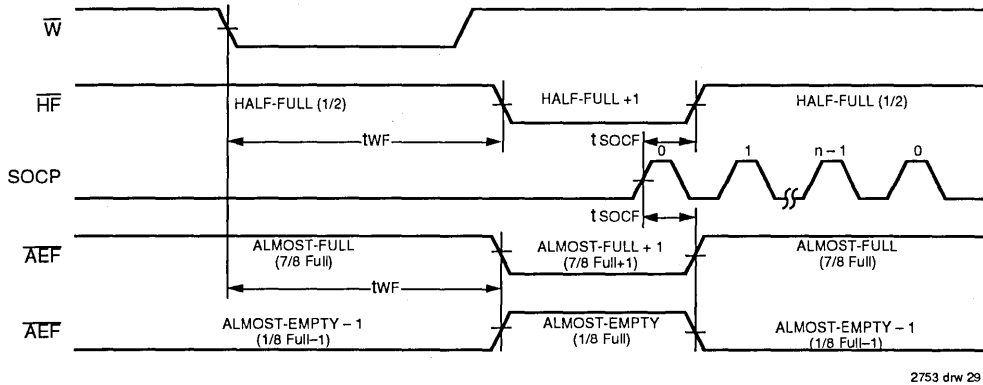 W
HF
HALF-FULL (1/2)
HALF-FULL +1
HALF-FULL (1/2)
tWF
tSOCF
SOCP
0
1
n – 1
0
tSOCF
AEF
ALMOST-FULL
(7/8 Full)
ALMOST-FULL + 1
(7/8 Full+1)
ALMOST-FULL
(7/8 Full)
tWF
AEF
ALMOST-EMPTY – 1
(1/8 Full–1)
ALMOST-EMPTY
(1/8 Full)
ALMOST-EMPTY – 1
(1/8 Full–1)
2753 drw 29